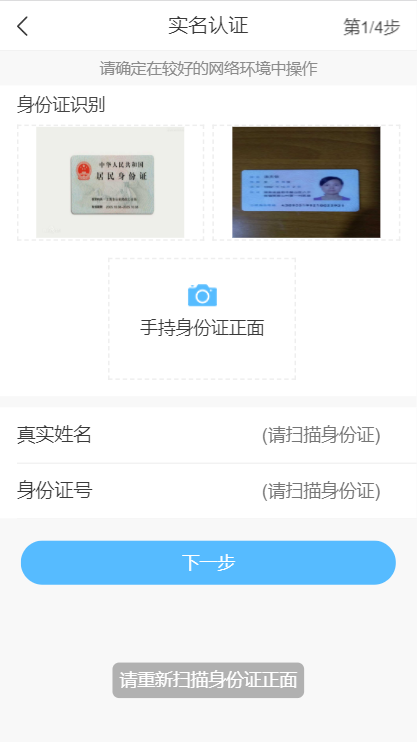 实名认证
第1/4步
请确定在较好的网络环境中操作
身份证识别
中华人民共和国
居民身份证
手持身份证正面
真实姓名
(请扫描身份证)
身份证号
(请扫描身份证)
下一步
请重新扫描身份证正面